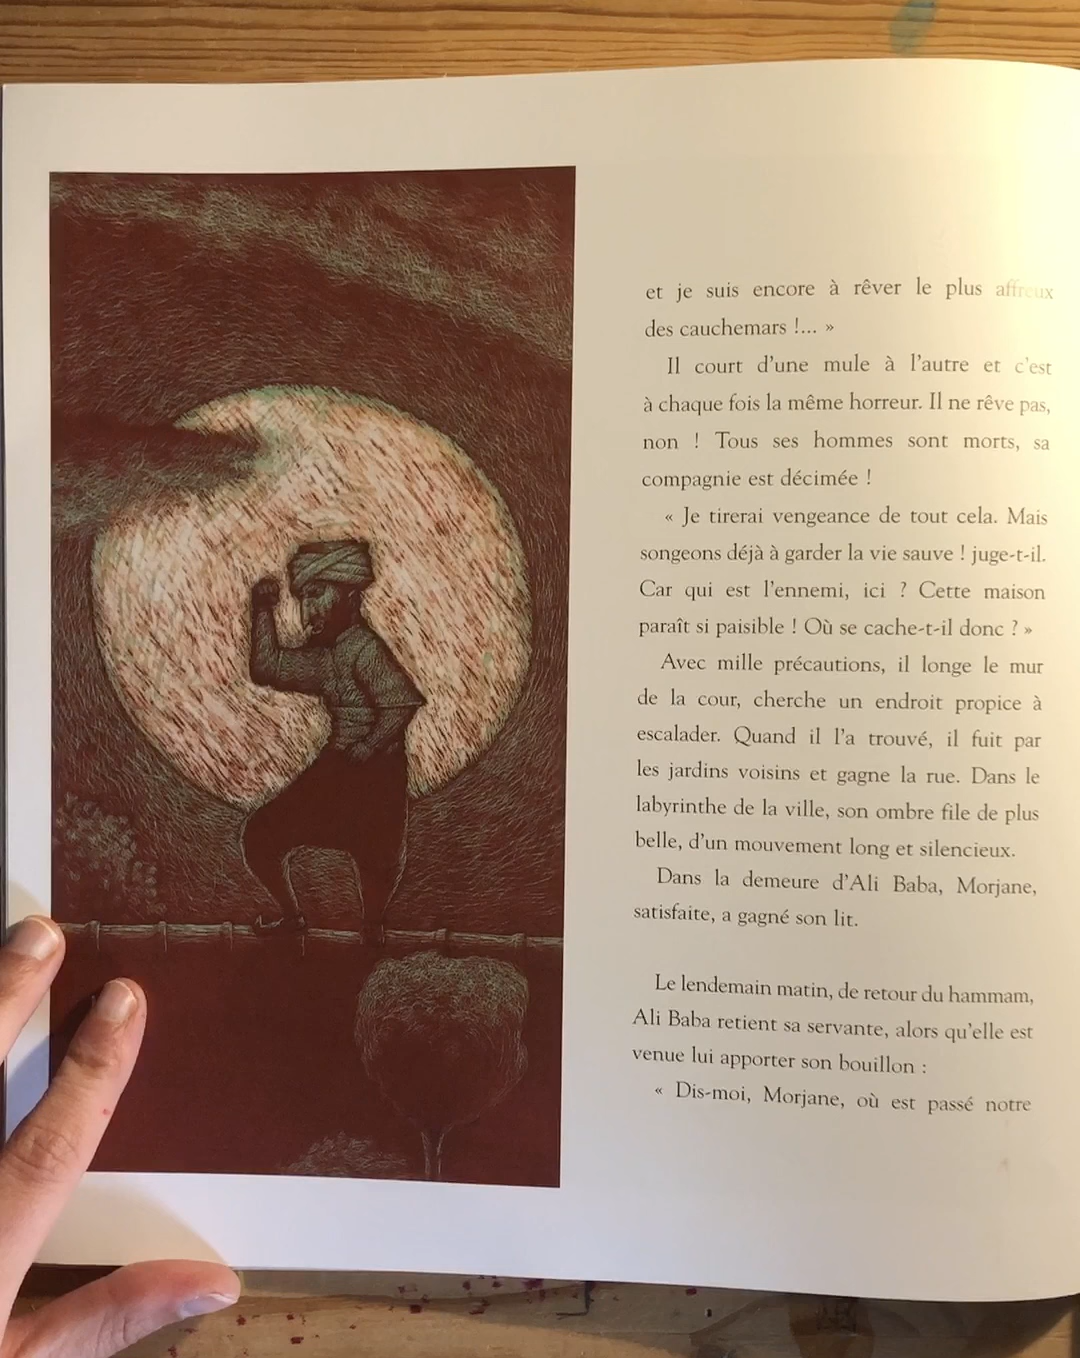 et je suis encore à rêver le plus affreux
des cauchemars !... »
Il court d'une mule à l'autre et c'est
à chaque fois la même horreur. Il ne rêve pas,
non ! Tous ses hommes sont morts, sa
compagnie est décimée !
« Je tirerai vengeance de tout cela. Mais
songeons déjà à garder la vie sauve ! juge-t-il.
Car qui est l'ennemi, ici ? Cette maison
paraît si paisible ! Où se cache-t-il donc ? »
Avec mille précautions, il longe le mur
de la cour, cherche un endroit propice à
escalader. Quand il l'a trouvé, il fuit par
les jardins voisins et gagne la rue. Dans le
labyrinthe de la ville, son ombre file de plus
belle, d'un mouvement long et silencieux.
Dans la demeure d'Ali Baba, Morjane,
satisfaite, a gagné son lit.
Le lendemain matin, de retour du hammam,
Ali Baba retient sa servante, alors qu'elle est
venue lui apporter son bouillon :
« Dis-moi, Morjane, où est passé notre